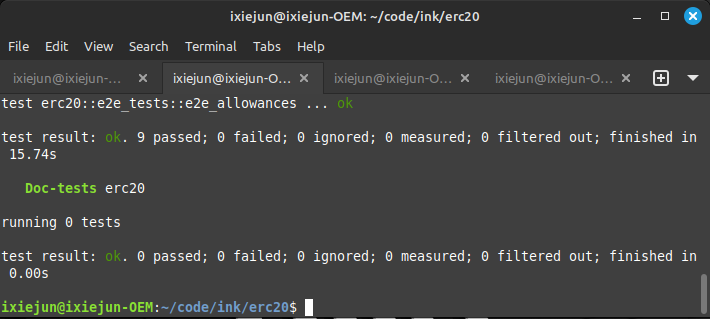 ixiejun@ixiejun-OEM: ~/code/ink/erc20
File Edit View Search Terminal Tabs Help
ixiejun@ixiejun-... ixiejun@ixiejun-O... ixiejun@ixiejun-O... ixiejun@ixiejun-O...
test erc20::e2e_tests::e2e_allowances ... ok
test result: ok. 9 passed; 0 failed; 0 ignored; 0 measured; 0 filtered out; finished in
15.74s
Doc-tests erc20
running 0 tests
test result: ok. 0 passed; 0 failed; 0 ignored; 0 measured; 0 filtered out; finished in
0.00s
ixiejun@ixiejun-OEM:~/code/ink/erc20$